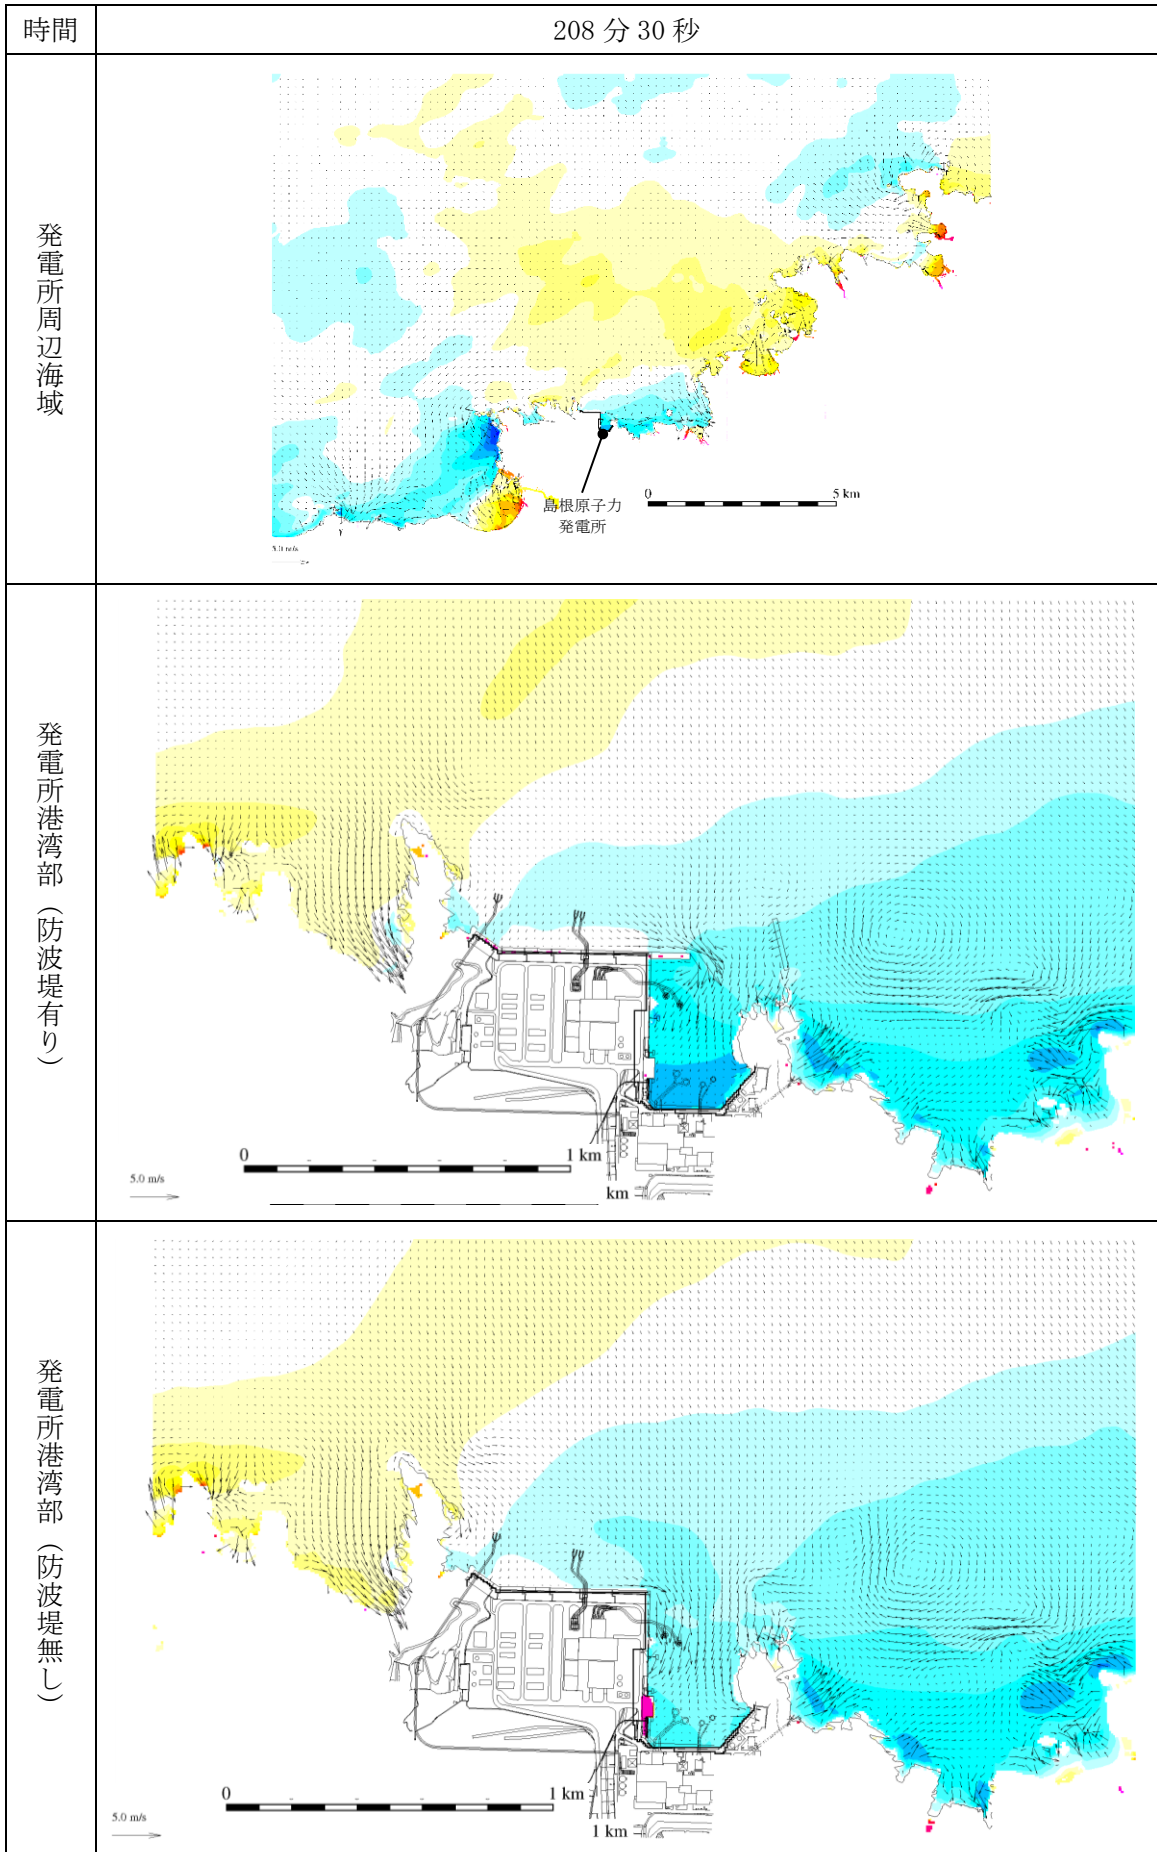 時間
208 分 30 秒
発電所周辺海域
島根原子力
発電所
0
5 km
5.0 m/s
発電所港湾部（防波堤有り）
0
1 km
5.0 m/s
km
発電所港湾部（防波堤無し）
0
1 km
5.0 m/s
1 km